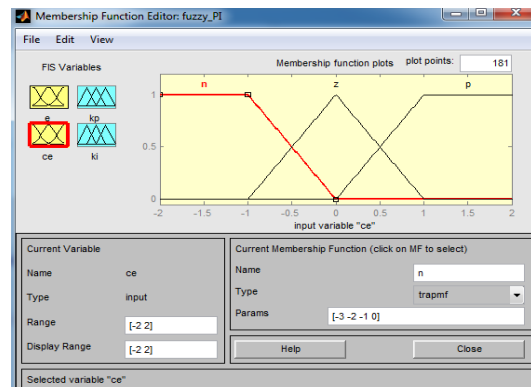 Membership Function Editor: fuzzy_PI
File Edit View
FIS Variables
Membership function plots plot points: 181
e kp
ce ki
n z p
1
0.5
0
-2 -1.5 -1 -0.5 0 0.5 1 1.5 2
input variable "ce"
Current Variable
Name ce
Type input
Range [-2 2]
Display Range [-2 2]
Current Membership Function (click on MF to select)
Name n
Type trapmf
Params [-3 -2 -1 0]
Help Close
Selected variable "ce"